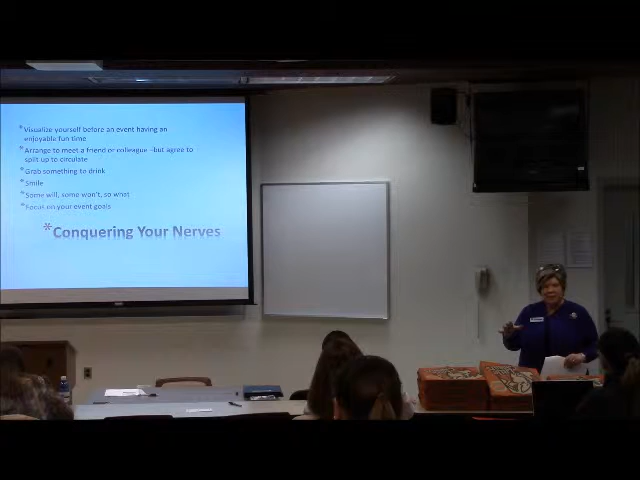 *Visualize yourself before an event having an
enjoyable fun time
*Arrange to meet a friend or colleague –but agree to
split up to circulate
*Grab something to drink
*Smile
*Some will, some won't, so what
*Focus on your event goals
*Conquering Your Nerves